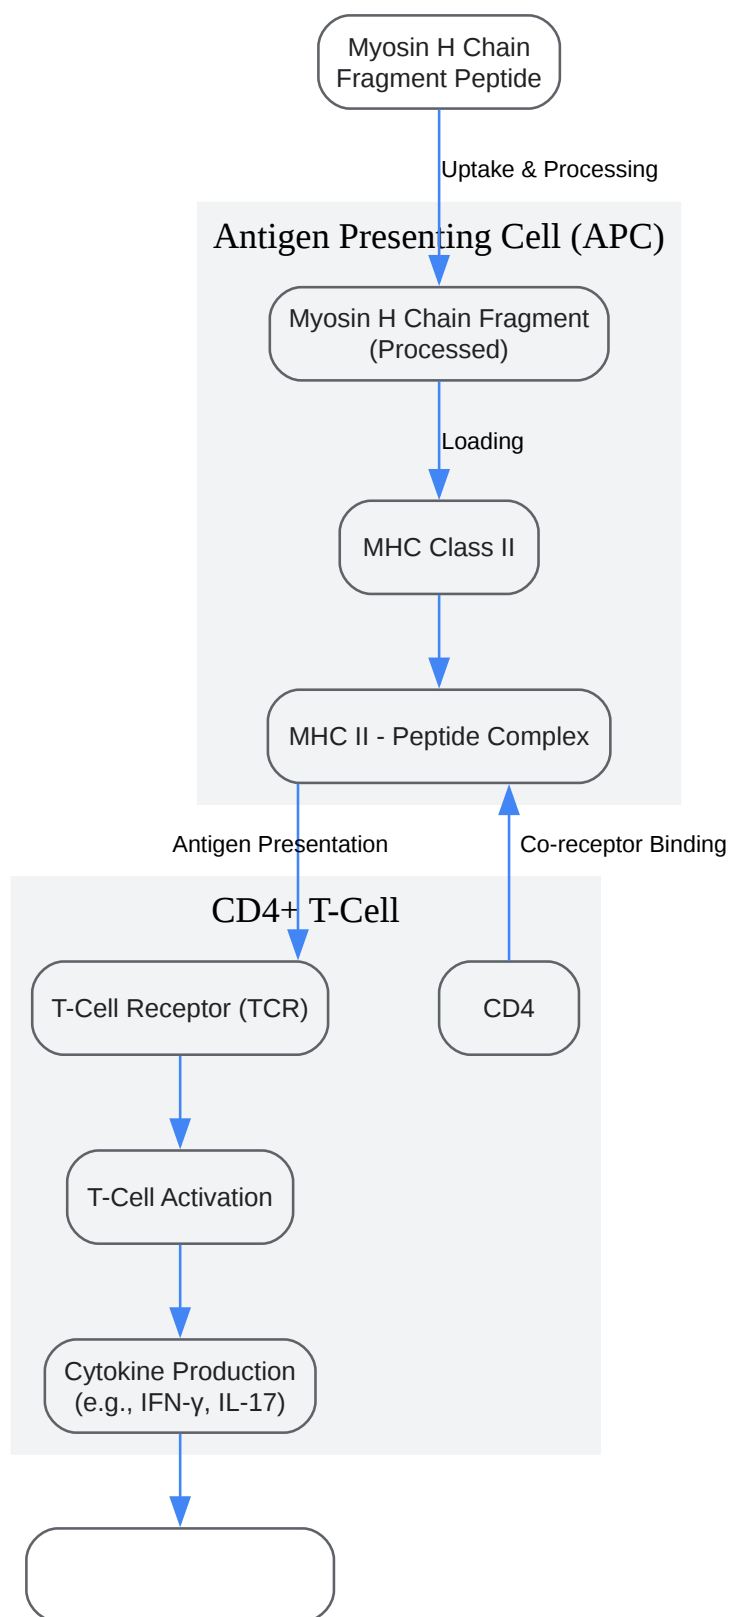 Myosin H Chain
Fragment Peptide
Uptake & Processing
Antigen Presenting Cell (APC)
Myosin H Chain Fragment
(Processed)
Loading
MHC Class II
MHC II - Peptide Complex
Antigen Presentation
Co-receptor Binding
CD4+ T-Cell
T-Cell Receptor (TCR)
CD4
T-Cell Activation
Cytokine Production
(e.g., IFN-γ, IL-17)